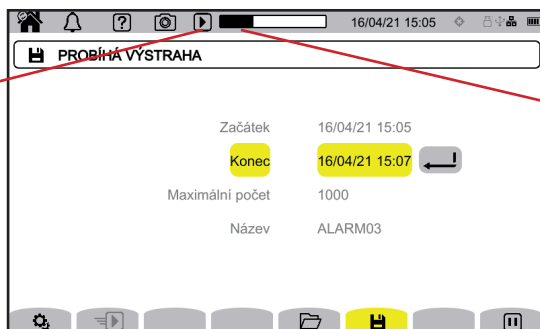 16/04/21 15:05
PROBÍHÁ VÝSTRAHA
Začátek 16/04/21 15:05
Konec 16/04/21 15:07
Maximální počet 1000
Název ALARM03